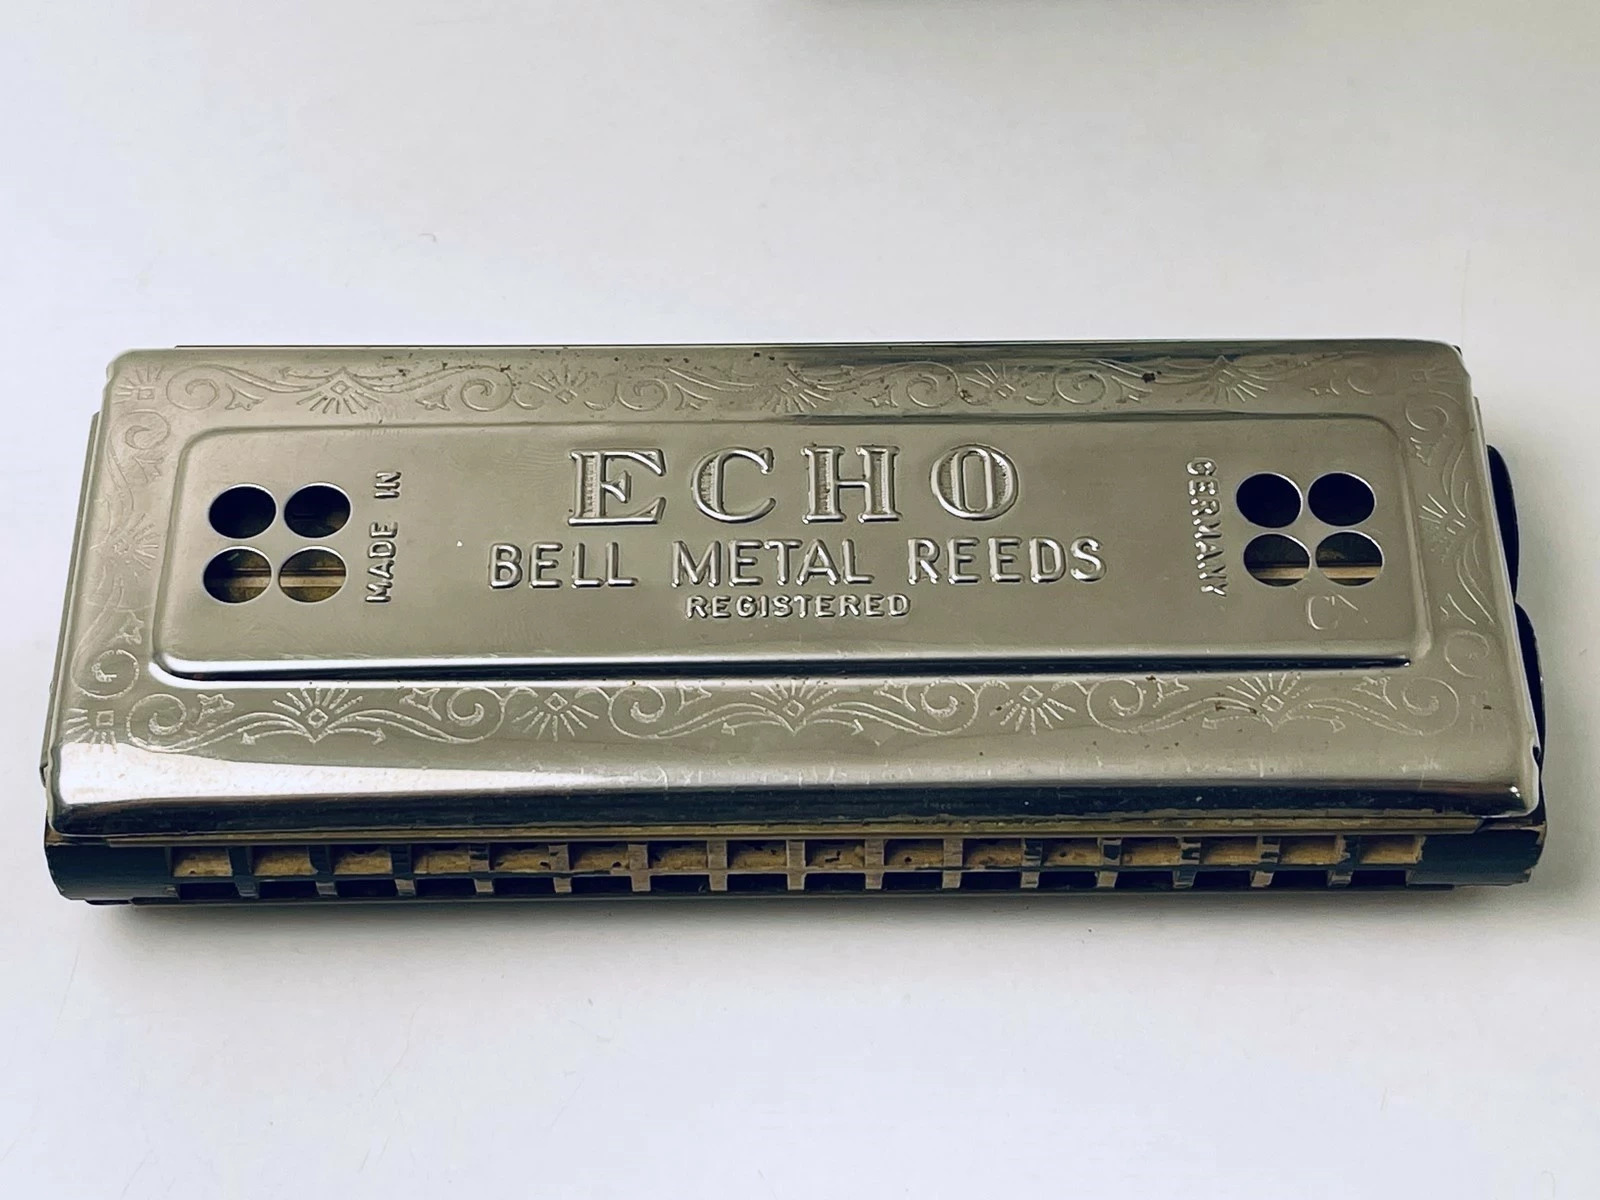 ECHO
BELL METAL REEDS
REGISTERED
MADE IN
GERMANY